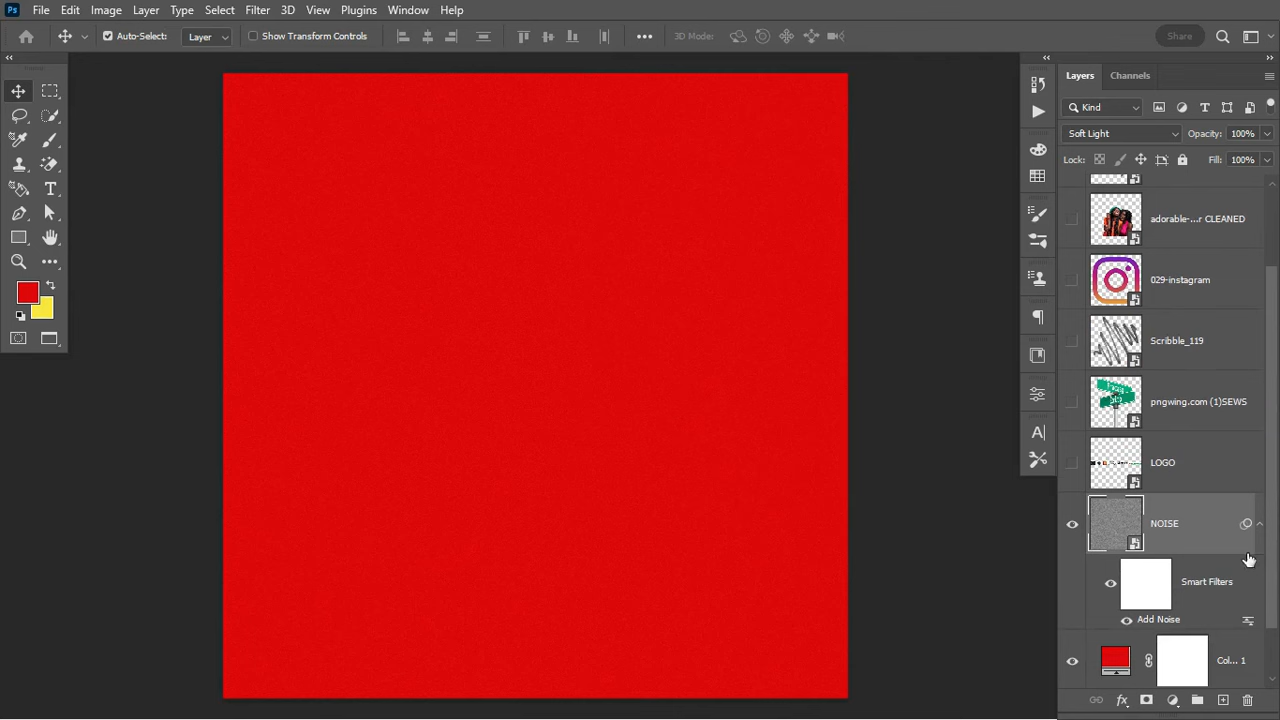 Ps File Edit Image Layer Type Select Filter 3D View Plugins Window Help
Auto-Select: Layer Show Transform Controls 3D Mode: Share
Layers Channels
Kind
Soft Light Opacity: 100%
Lock: Fill: 100%
adorable-...r CLEANED
029-instagram
Scribble_119
pngwing.com (1)SEWS
LOGO
NOISE
Smart Filters
Add Noise
Col... 1
fx